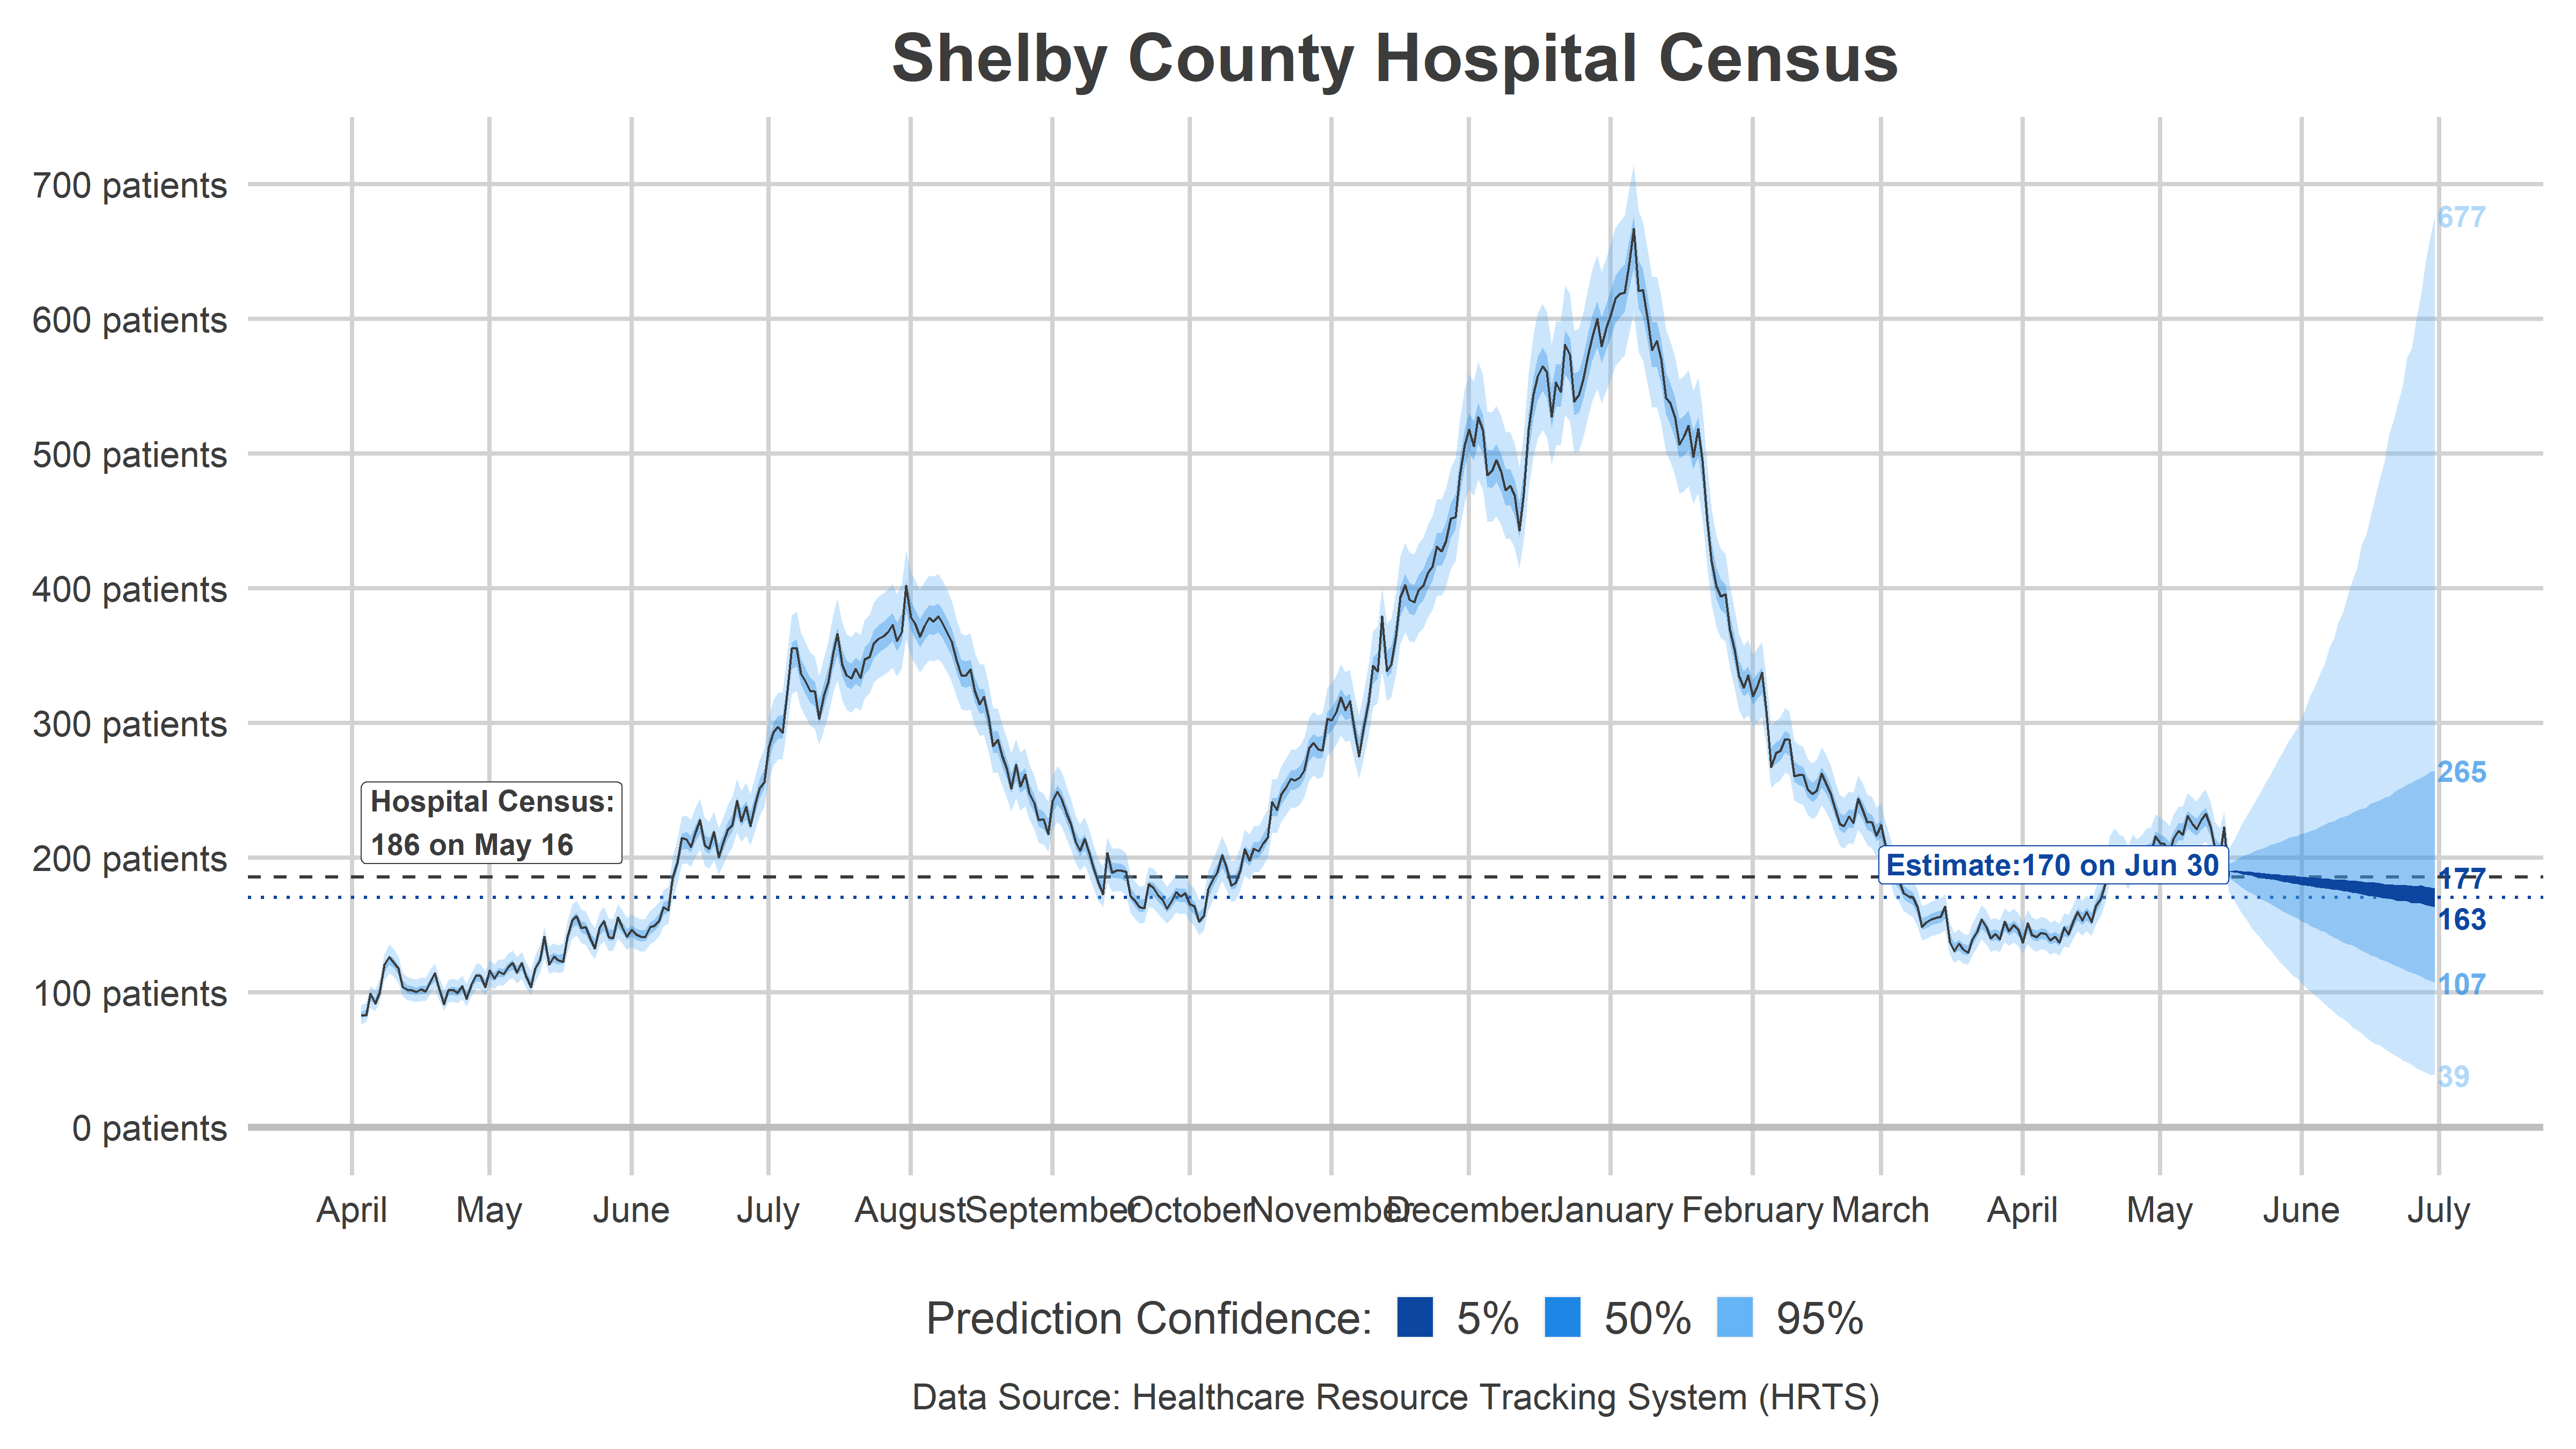 Shelby County Hospital Census
700 patients
600 patients
500 patients
400 patients
300 patients
200 patients
100 patients
0 patients
Hospital Census:
186 on May 16
Estimate:170 on Jun 30
677
265
177
163
107
39
April May June July August September October November December January February March April May June July
Prediction Confidence: 5% 50% 95%
Data Source: Healthcare Resource Tracking System (HRTS)